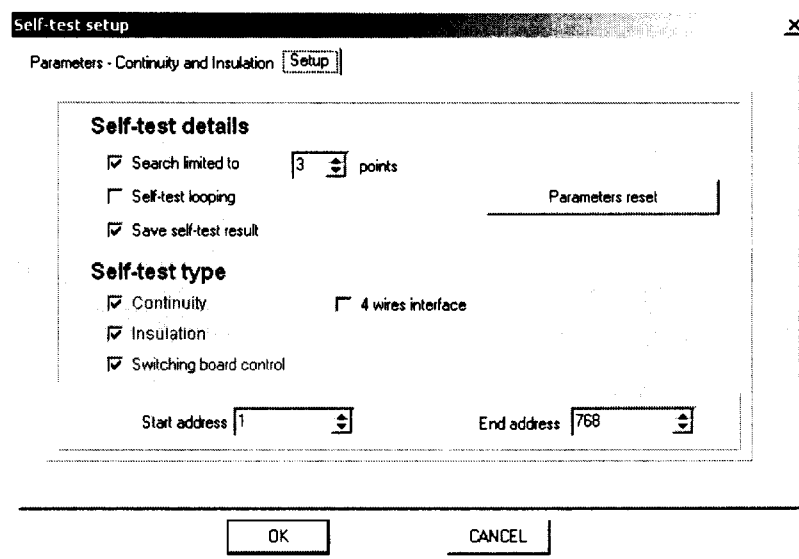 Self-test setup
Parameters - Continuity and Insulation Setup
Self-test details
Search limited to 3 points
Self-test looping
Parameters reset
Save self-test result
Self-test type
Continuity 4 wires interface
Insulation
Switching board control
Start address 1 End address 768
OK CANCEL